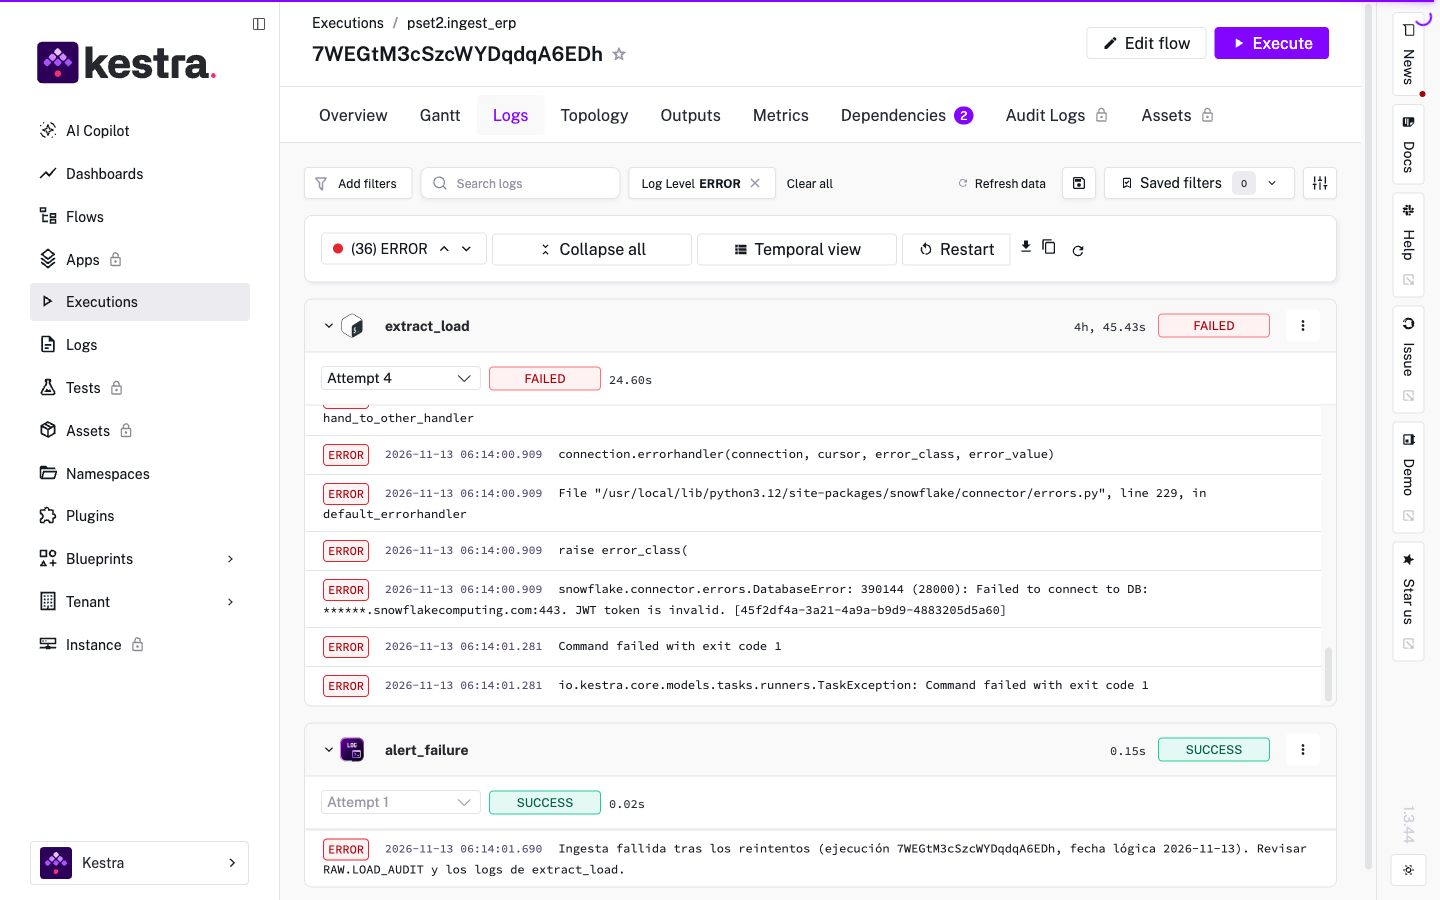 kestra.
AI Copilot
Dashboards
Flows
Apps
Executions
Logs
Tests
Assets
Namespaces
Plugins
Blueprints
Tenant
Instance
Kestra
Executions / pset2.ingest_erp
7WEGtM3cSzcWYDqdqA6EDh
Edit flow
Execute
Overview Gantt Logs Topology Outputs Metrics Dependencies 2 Audit Logs Assets
Add filters Search logs Log Level ERROR Clear all Refresh data Saved filters 0
(36) ERROR Collapse all Temporal view Restart
extract_load 4h, 45.43s FAILED
Attempt 4 FAILED 24.60s
hand_to_other_handler
ERROR 2026-11-13 06:14:00.909 connection.errorhandler(connection, cursor, error_class, error_value)
ERROR 2026-11-13 06:14:00.909 File "/usr/local/lib/python3.12/site-packages/snowflake/connector/errors.py", line 229, in
default_errorhandler
ERROR 2026-11-13 06:14:00.909 raise error_class(
ERROR 2026-11-13 06:14:00.909 snowflake.connector.errors.DatabaseError: 390144 (28000): Failed to connect to DB:
******.snowflakecomputing.com:443. JWT token is invalid. [45f2df4a-3a21-4a9a-b9d9-4883205d5a60]
ERROR 2026-11-13 06:14:01.281 Command failed with exit code 1
ERROR 2026-11-13 06:14:01.281 io.kestra.core.models.tasks.runners.TaskException: Command failed with exit code 1
LOG
alert_failure 0.15s SUCCESS
Attempt 1 SUCCESS 0.02s
ERROR 2026-11-13 06:14:01.690 Ingesta fallida tras los reintentos (ejecución 7WEGtM3cSzcWYDqdqA6EDh, fecha lógica 2026-11-13). Revisar
RAW.LOAD_AUDIT y los logs de extract_load.
News
Docs
Help
Issue
Demo
Star us
1.3.44